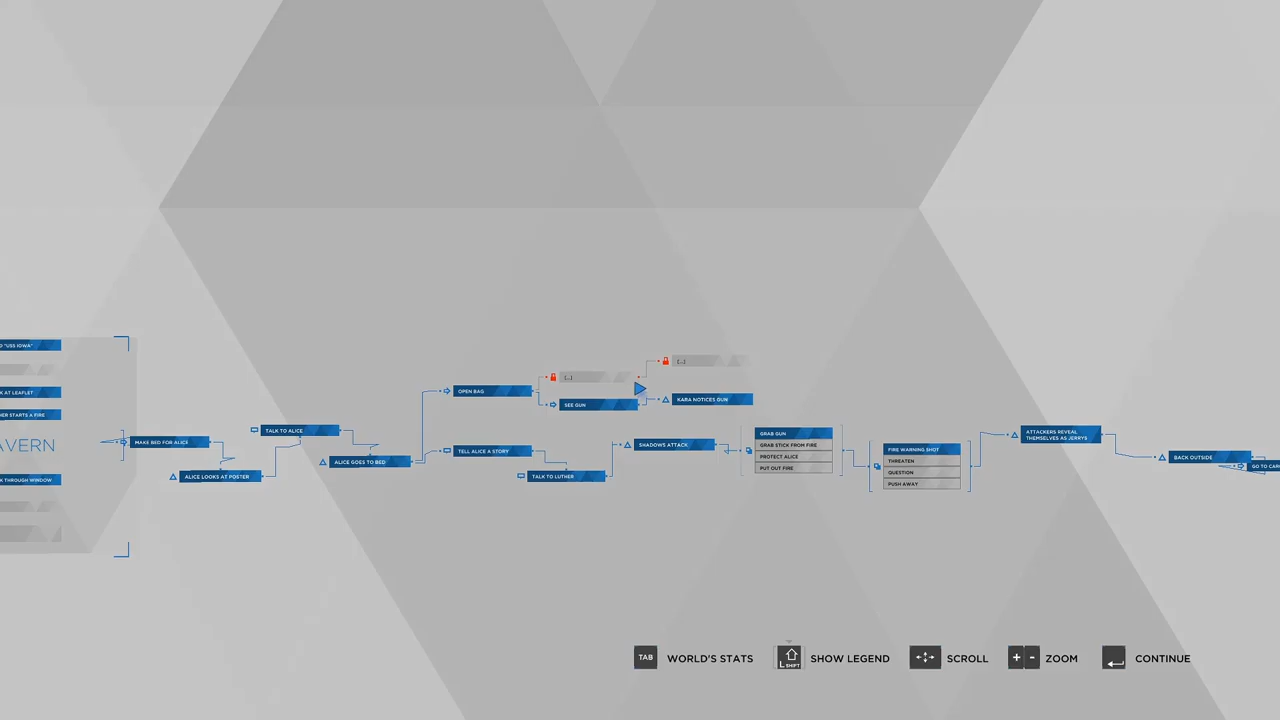 "USS IOWA"
AT LEAFLET
STARTS A FIRE
AVERN
THROUGH WINDOW
MAKE BED FOR ALICE
ALICE LOOKS AT POSTER
TALK TO ALICE
ALICE GOES TO BED
OPEN BAG
[...]
SEE GUN
[...]
KARA NOTICES GUN
TELL ALICE A STORY
TALK TO LUTHER
SHADOWS ATTACK
GRAB GUN
GRAB STICK FROM FIRE
PROTECT ALICE
PUT OUT FIRE
FIRE WARNING SHOT
THREATEN
QUESTION
PUSH AWAY
ATTACKERS REVEAL
THEMSELVES AS JERRYS
BACK OUTSIDE
GO TO CAR
TAB WORLD'S STATS
L SHIFT SHOW LEGEND
SCROLL
+ - ZOOM
CONTINUE